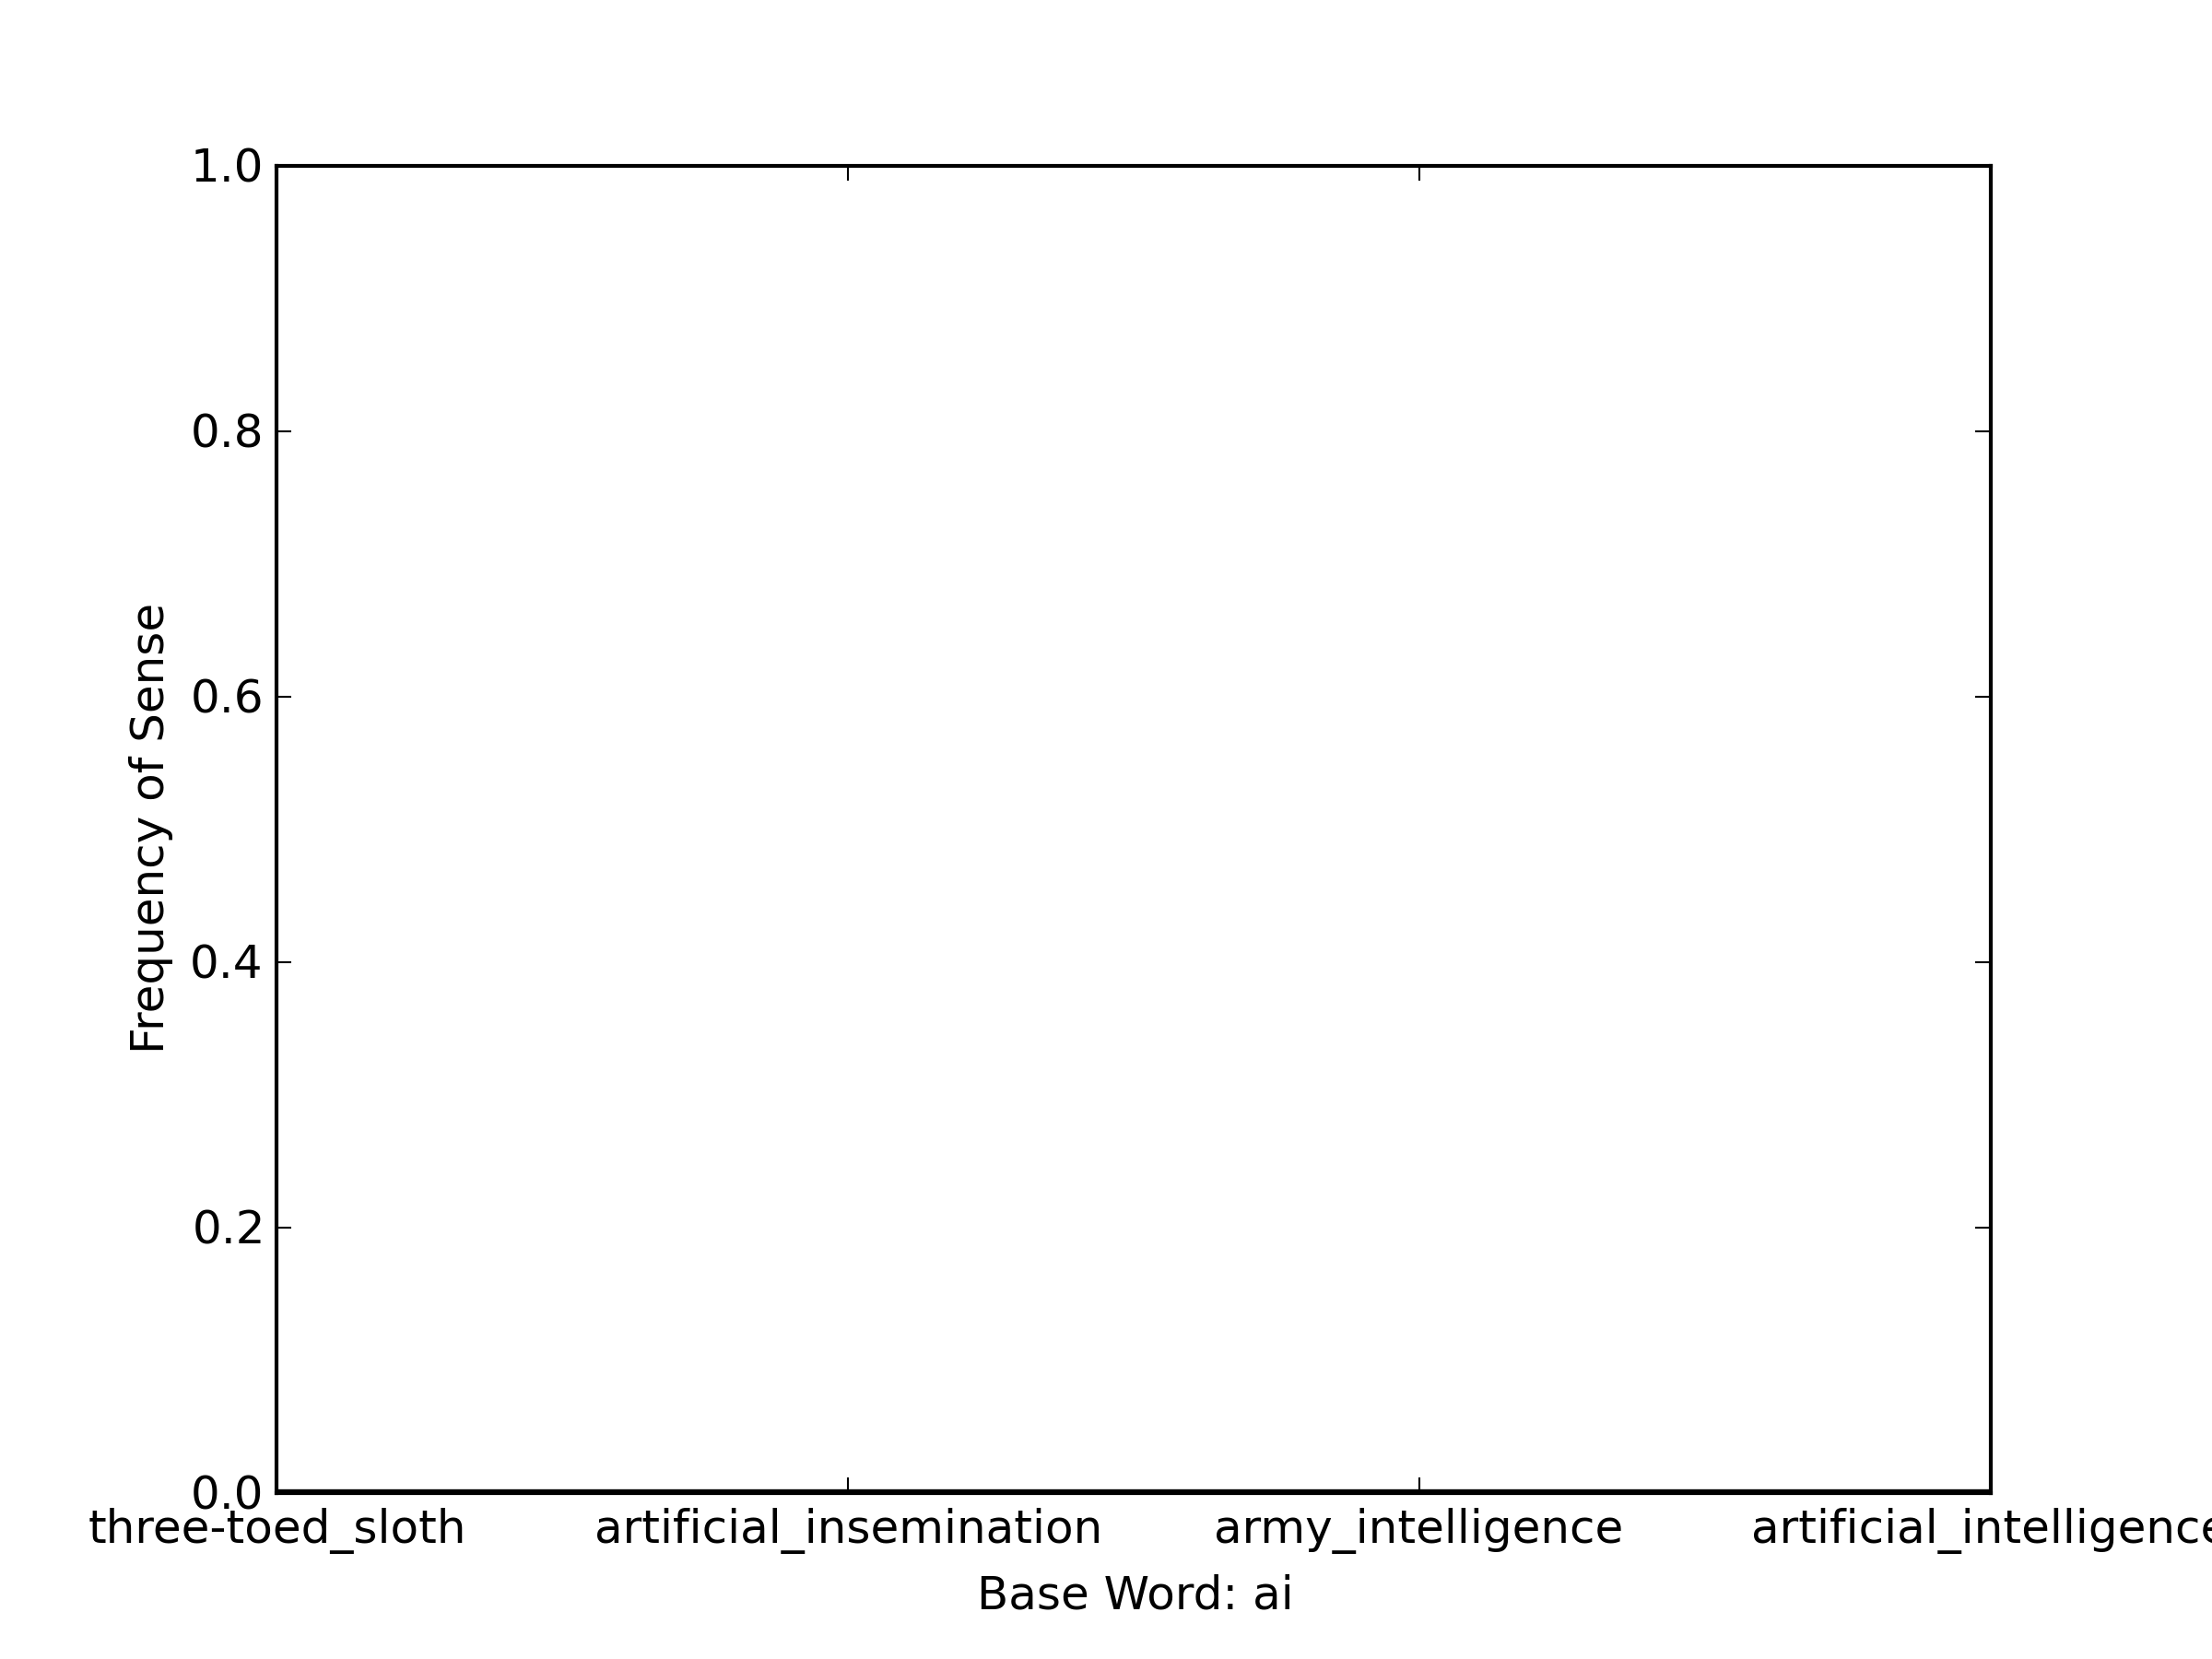 1.0
0.8
0.6
0.4
0.2
0.0
Frequency of Sense
three-toed_sloth artificial_insemination army_intelligence artificial_intelligence
Base Word: ai